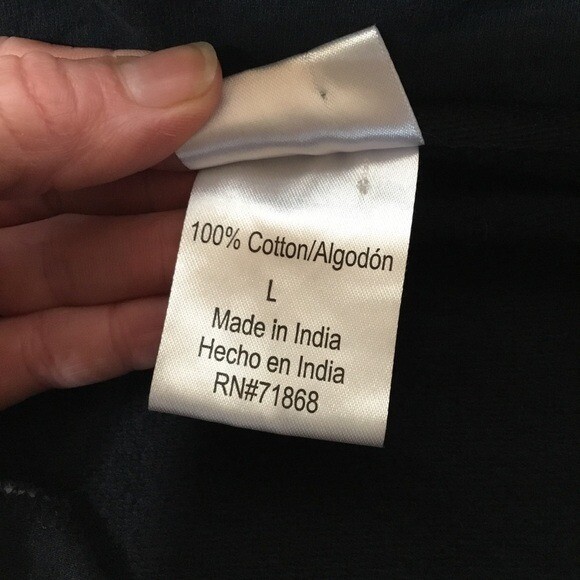 100% Cotton/Algodón
L
Made in India
Hecho en India
RN#71868